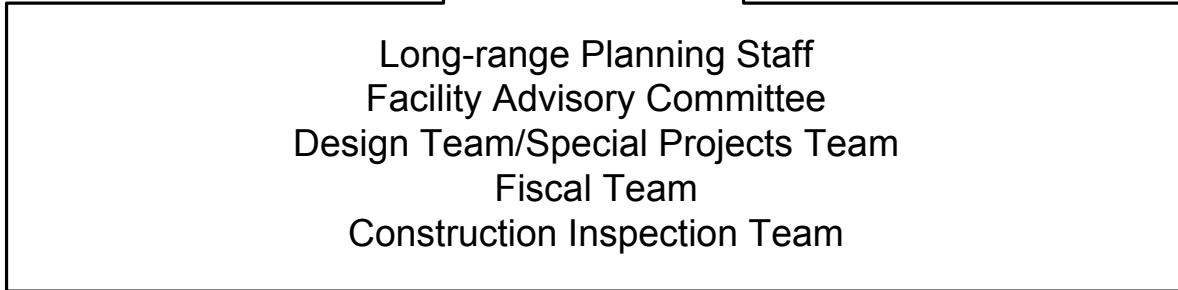 Long-range Planning Staff
Facility Advisory Committee
Design Team/Special Projects Team
Fiscal Team
Construction Inspection Team